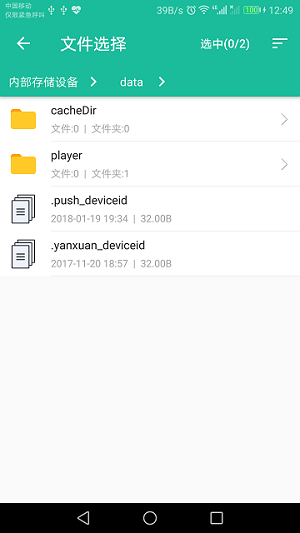 中国移动
仅限紧急呼叫
39B/s
100
12:49
文件选择
选中(0/2)
内部存储设备
data
cacheDir
文件:0 | 文件夹:0
player
文件:0 | 文件夹:1
.push_deviceid
2018-01-19 19:34 | 32.00B
.yanxuan_deviceid
2017-11-20 18:57 | 32.00B